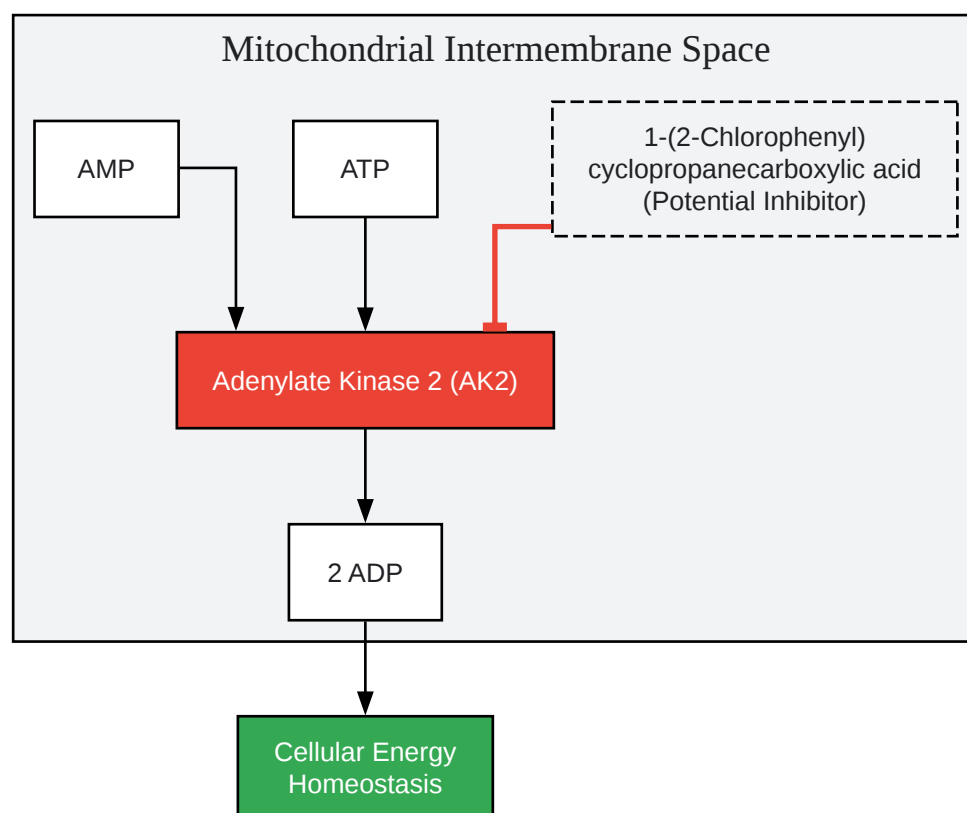 Mitochondrial Intermembrane Space
AMP
ATP
1-(2-Chlorophenyl)
cyclopropanecarboxylic acid
(Potential Inhibitor)
Adenylate Kinase 2 (AK2)
2 ADP
Cellular Energy
Homeostasis